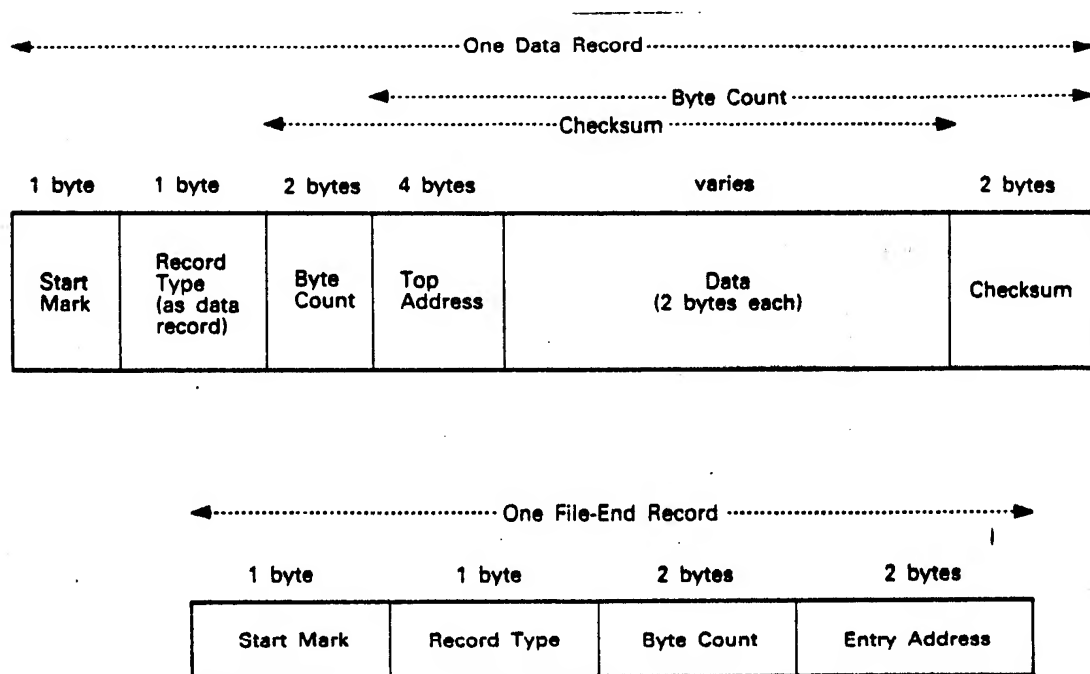 One Data Record
Byte Count
Checksum
1 byte 1 byte 2 bytes 4 bytes varies 2 bytes
Start Mark
Record Type (as data record)
Byte Count
Top Address
Data (2 bytes each)
Checksum
One File-End Record
1 byte 1 byte 2 bytes 2 bytes
Start Mark Record Type Byte Count Entry Address